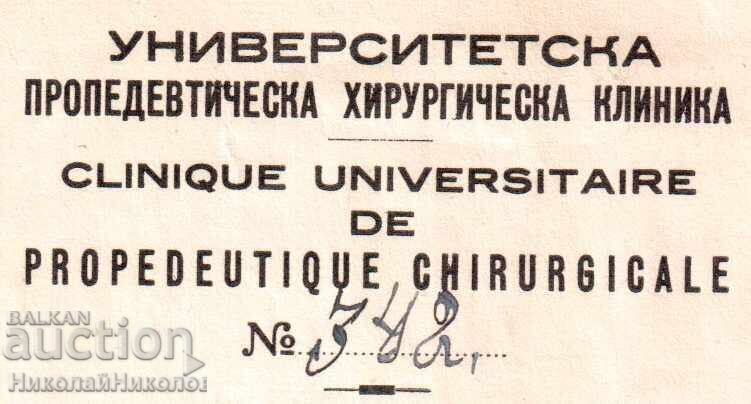 УНИВЕРСИТЕТСКА
ПРОПЕДЕВТИЧЕСКА ХИРУРГИЧЕСКА КЛИНИКА
CLINIQUE UNIVERSITAIRE
DE
PROPEDEUTIQUE CHIRURGICALE
№ 342.
BALKAN
auction
НиколайНиколов